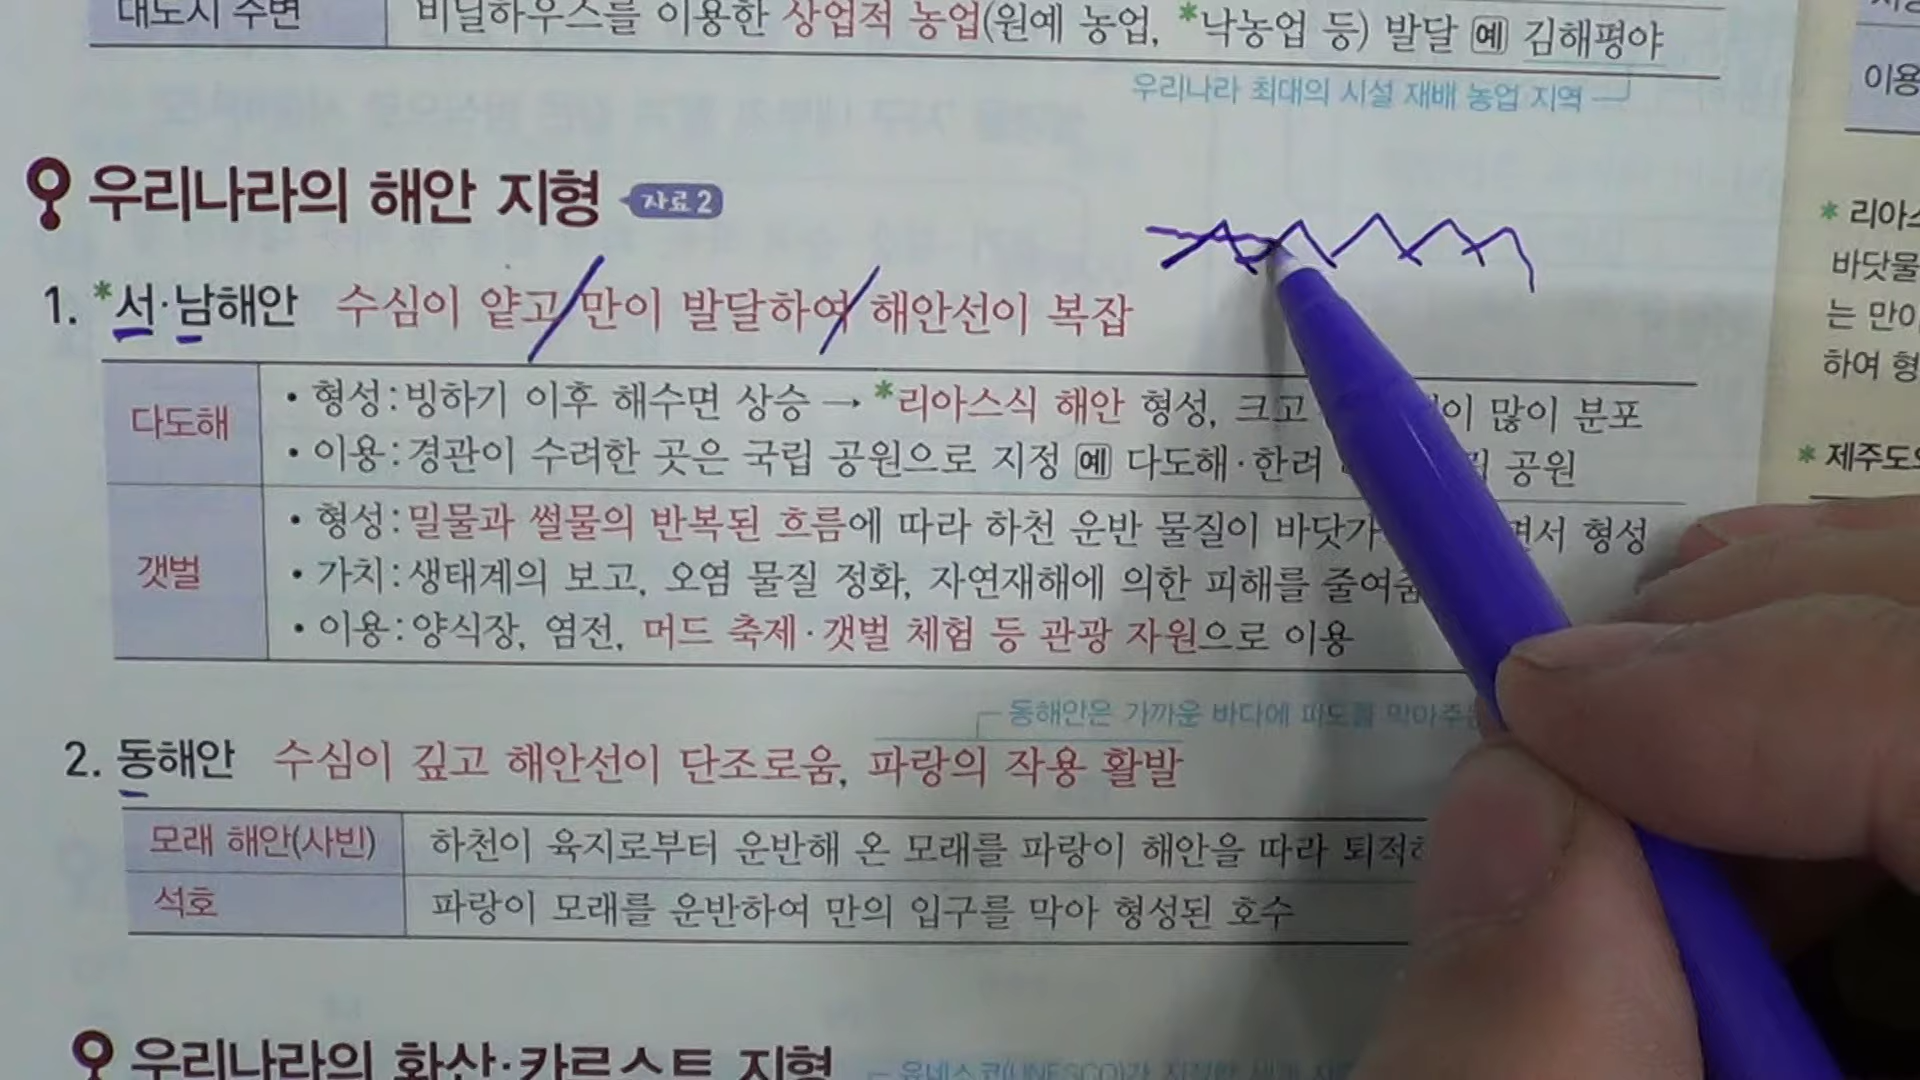 대도시 주변 비닐하우스를 이용한 상업적 농업(원예 농업, *낙농업 등) 발달 예 김해평야
우리나라 최대의 시설 재배 농업 지역
이용
우리나라의 해안 지형 자료 2
1. *서·남해안 수심이 얕고 만이 발달하여 해안선이 복잡
다도해
• 형성: 빙하기 이후 해수면 상승 → *리아스식 해안 형성, 크고 많이 분포
• 이용: 경관이 수려한 곳은 국립 공원으로 지정 예 다도해·한려 공원
갯벌
• 형성: 밀물과 썰물의 반복된 흐름에 따라 하천 운반 물질이 바닷가 형성
• 가치: 생태계의 보고, 오염 물질 정화, 자연재해에 의한 피해를 줄여줌
• 이용: 양식장, 염전, 머드 축제·갯벌 체험 등 관광 자원으로 이용
동해안은 가까운 바다에 파도를 막아주는
2. 동해안 수심이 깊고 해안선이 단조로움, 파랑의 작용 활발
모래 해안(사빈) 하천이 육지로부터 운반해 온 모래를 파랑이 해안을 따라
석호 파랑이 모래를 운반하여 만의 입구를 막아 형성된 호수
우리나라의 화산·카르스트 지형
유네스코(UNESCO)가 지정한 세계
* 리아스
바닷물
는 만이
하여 형
* 제주도의